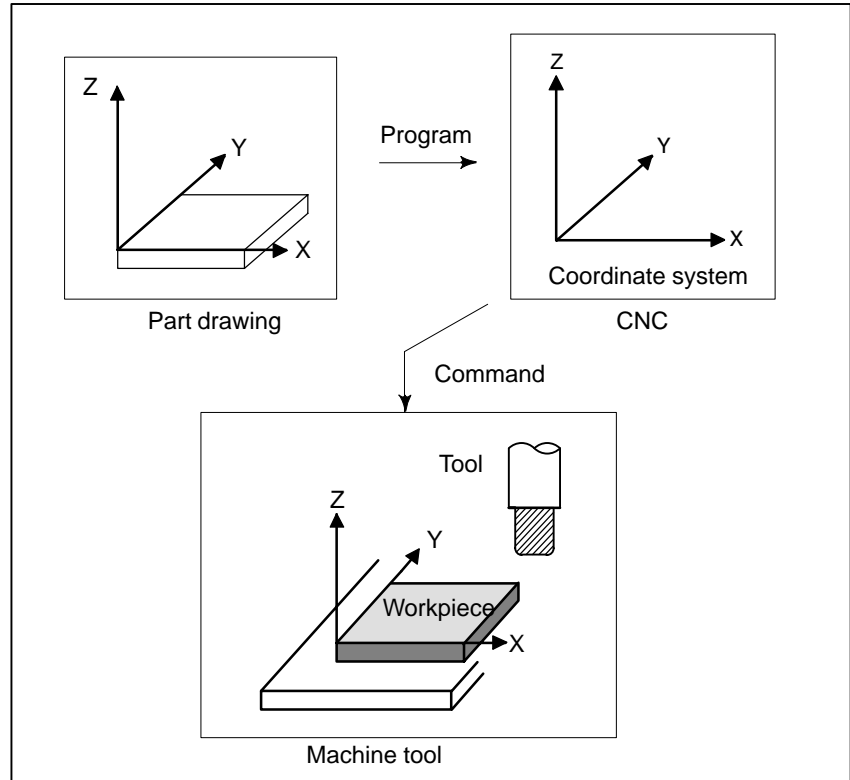 Z
Y
X
Part drawing
Program
Z
Y
X
Coordinate system
CNC
Command
Tool
Z
Y
Workpiece
X
Machine tool